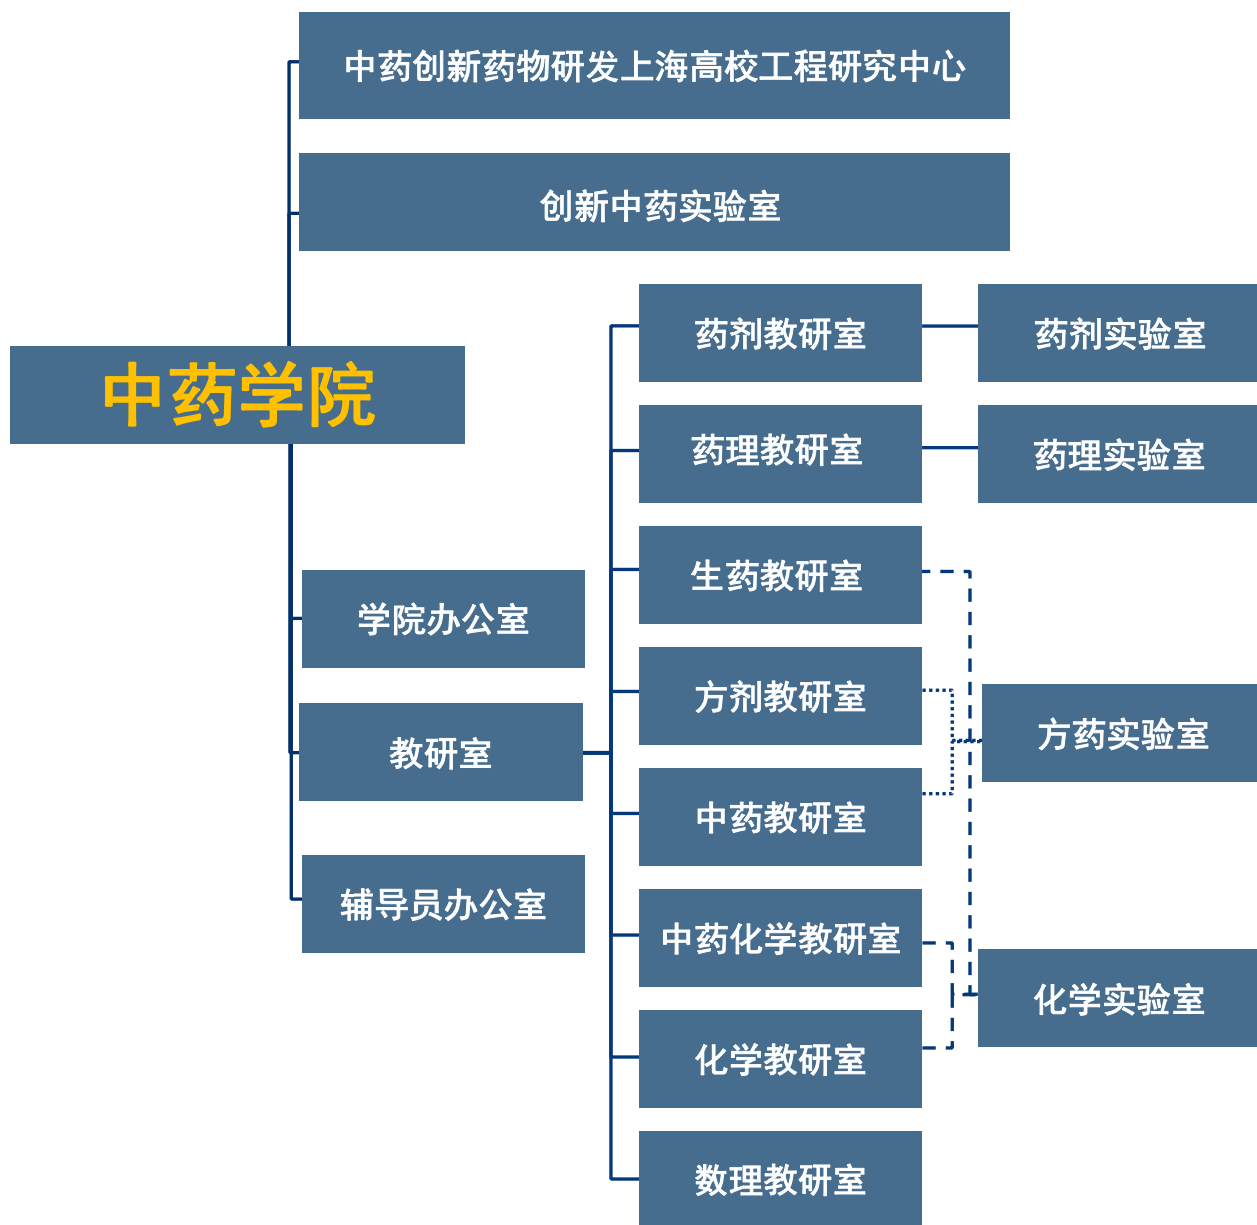 中药创新药物研发上海高校工程研究中心
创新中药实验室
中药学院
学院办公室
教研室
辅导员办公室
药剂教研室
药理教研室
生药教研室
方剂教研室
中药教研室
中药化学教研室
化学教研室
数理教研室
药剂实验室
药理实验室
方药实验室
化学实验室